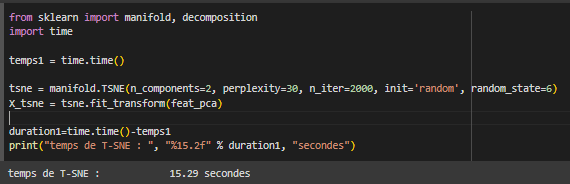 from sklearn import manifold, decomposition
import time
temps1 = time.time()
tsne = manifold.TSNE(n_components=2, perplexity=30, n_iter=2000, init='random', random_state=6)
X_tsne = tsne.fit_transform(feat_pca)
duration1=time.time()-temps1
print("temps de T-SNE : ", "%15.2f" % duration1, "secondes")
temps de T-SNE :            15.29 secondes